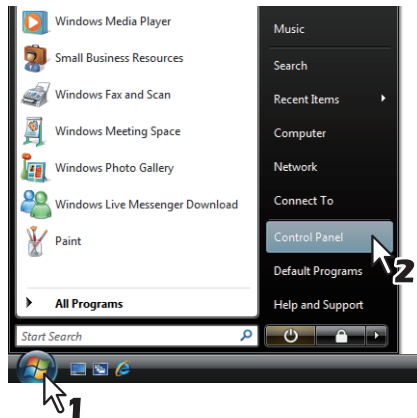 Windows Media Player
Small Business Resources
Windows Fax and Scan
Windows Meeting Space
Windows Photo Gallery
Windows Live Messenger Download
Paint
All Programs
Start Search
Music
Search
Recent Items
Computer
Network
Connect To
Control Panel
2
Default Programs
Help and Support
1